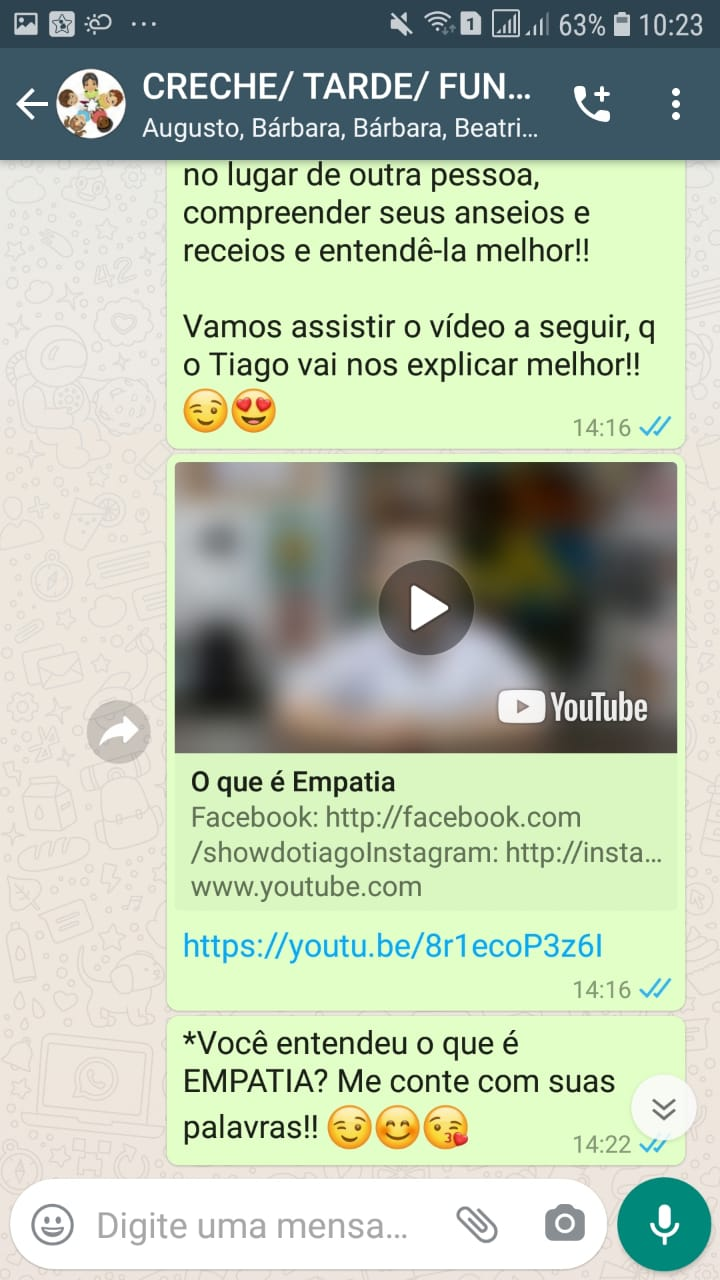 63% 10:23
CRECHE/ TARDE/ FUN...
Augusto, Bárbara, Bárbara, Beatri...
no lugar de outra pessoa,
compreender seus anseios e
receios e entendê-la melhor!!
Vamos assistir o vídeo a seguir, q
o Tiago vai nos explicar melhor!!
😉😍
14:16
YouTube
O que é Empatia
Facebook: http://facebook.com
/showdotiagoInstagram: http://insta...
www.youtube.com
https://youtu.be/8r1ecoP3z6I
14:16
*Você entendeu o que é
EMPATIA? Me conte com suas
palavras!! 😉😊😘
14:22
Digite uma mensa...